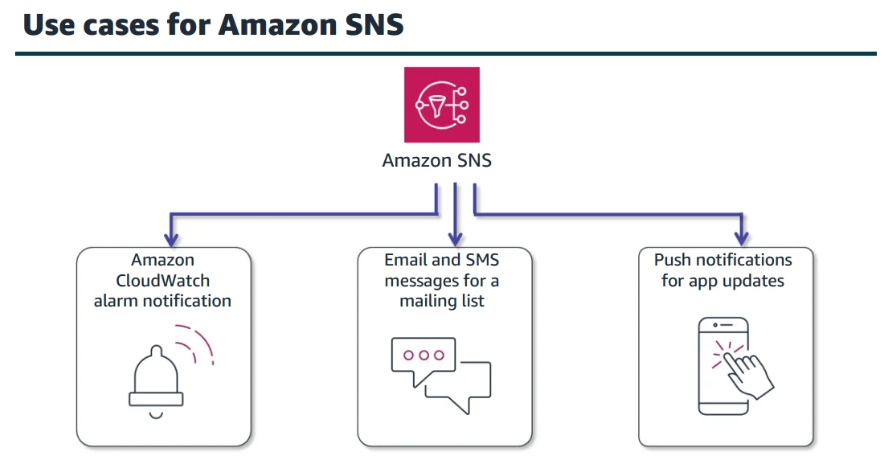 Use cases for Amazon SNS
Amazon SNS
Amazon
CloudWatch
alarm notification
Email and SMS
messages for a
mailing list
Push notifications
for app updates